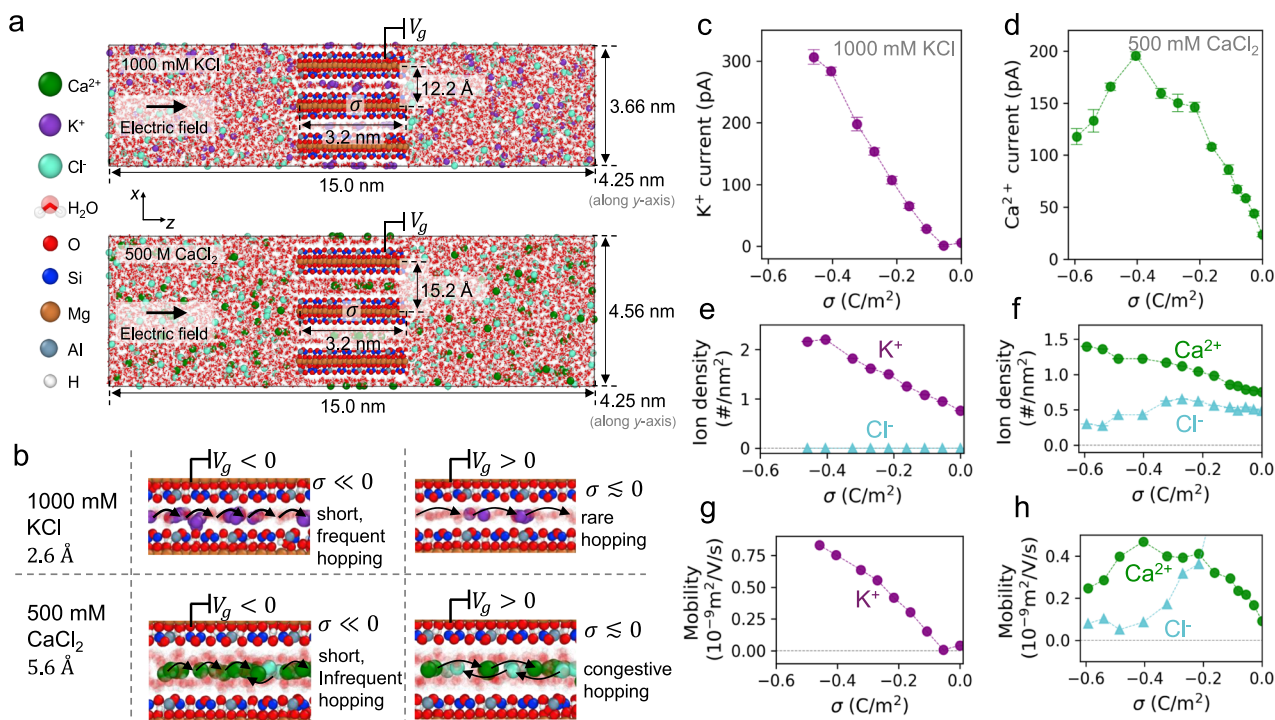 a
Ca²⁺
K⁺
Cl⁻
H₂O
O
Si
Mg
Al
H
1000 mM KCl
Electric field
V_g
σ
12.2 Å
3.2 nm
3.66 nm
15.0 nm
4.25 nm
(along y-axis)
x
z
500 M CaCl₂
Electric field
V_g
σ
15.2 Å
3.2 nm
4.56 nm
15.0 nm
4.25 nm
(along y-axis)
b
1000 mM
KCl
2.6 Å
V_g < 0
σ ≪ 0
short,
frequent
hopping
V_g > 0
σ ≲ 0
rare
hopping
500 mM
CaCl₂
5.6 Å
V_g < 0
σ ≪ 0
short,
Infrequent
hopping
V_g > 0
σ ≲ 0
congestive
hopping
c
1000 mM KCl
K⁺ current (pA)
300
200
100
0
−0.6 −0.4 −0.2 0.0
σ (C/m²)
d
500 mM CaCl₂
Ca²⁺ current (pA)
200
150
100
50
0
−0.6 −0.4 −0.2 0.0
σ (C/m²)
e
K⁺
Cl⁻
Ion density
(#/nm²)
2
1
0
−0.6 −0.4 −0.2 0.0
σ (C/m²)
f
Ca²⁺
Cl⁻
Ion density
(#/nm²)
1.5
1.0
0.5
0.0
−0.6 −0.4 −0.2 0.0
σ (C/m²)
g
K⁺
Mobility
(10⁻⁹m²/V/s)
0.75
0.50
0.25
0.00
−0.6 −0.4 −0.2 0.0
σ (C/m²)
h
Ca²⁺
Cl⁻
Mobility
(10⁻⁹m²/V/s)
0.4
0.2
0.0
−0.6 −0.4 −0.2 0.0
σ (C/m²)